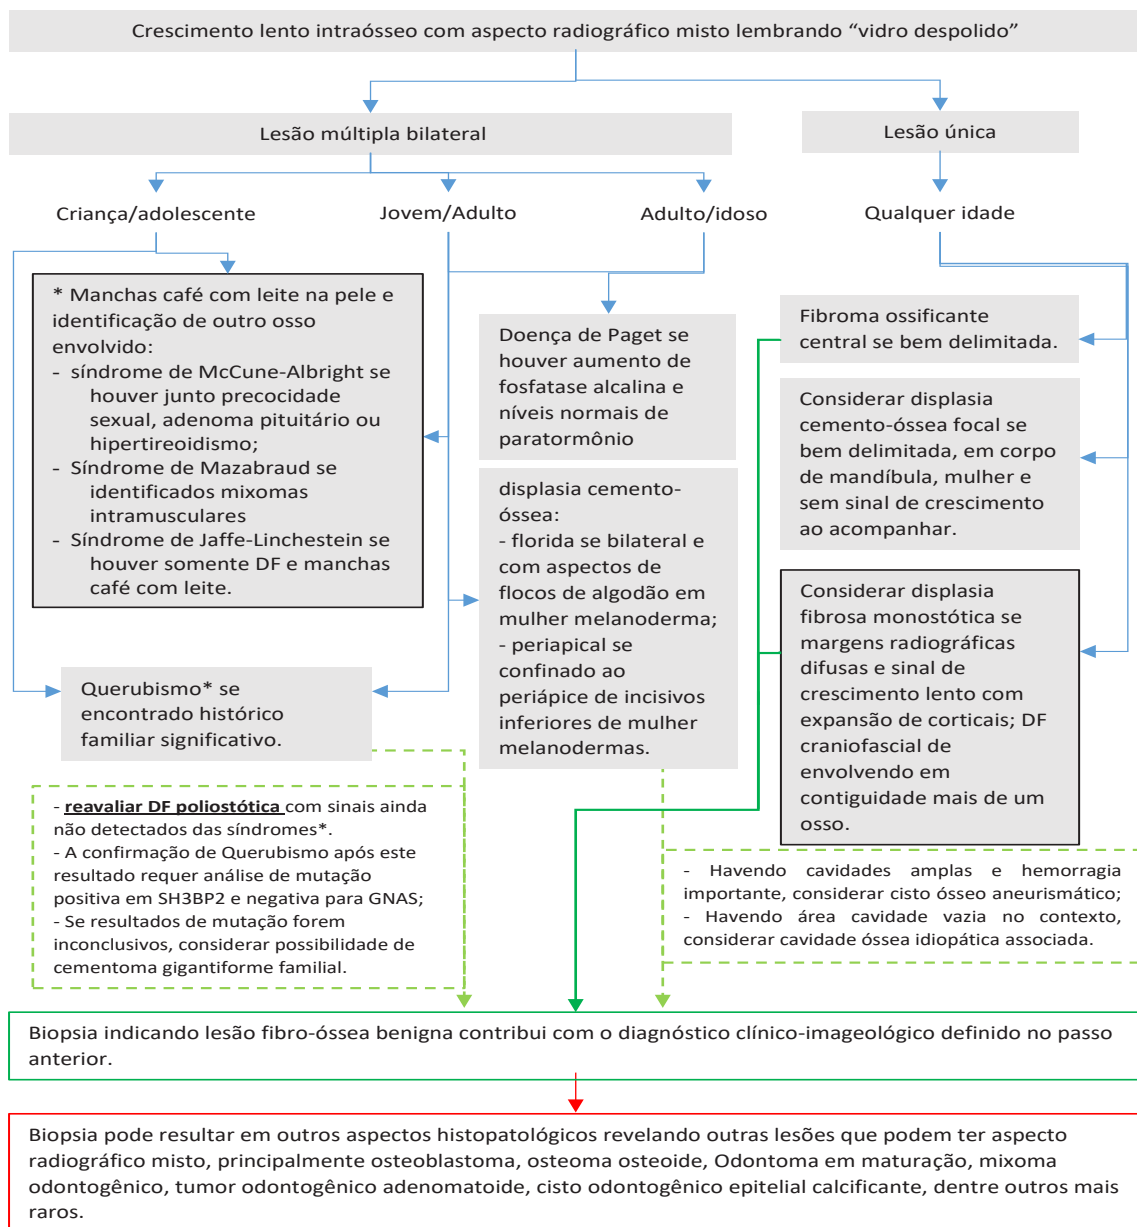 Crescimento lento intraósseo com aspecto radiográfico misto lembrando “vidro despolido”
Lesão múltipla bilateral
Lesão única
Criança/adolescente
Jovem/Adulto
Adulto/idoso
Qualquer idade
* Manchas café com leite na pele e
identificação de outro osso
envolvido:
- síndrome de McCune-Albright se
houver junto precocidade
sexual, adenoma pituitário ou
hipertireoidismo;
- Síndrome de Mazabraud se
identificados mixomas
intramusculares
- Síndrome de Jaffe-Linchestein se
houver somente DF e manchas
café com leite.
Doença de Paget se
houver aumento de
fosfatase alcalina e
níveis normais de
paratormônio
Fibroma ossificante
central se bem delimitada.
Considerar displasia
cemento-óssea focal se
bem delimitada, em corpo
de mandíbula, mulher e
sem sinal de crescimento
ao acompanhar.
displasia cemento-
óssea:
- florida se bilateral e
com aspectos de
flocos de algodão em
mulher melanoderma;
- periapical se
confinado ao
periápice de incisivos
inferiores de mulher
melanodermas.
Considerar displasia
fibrosa monostótica se
margens radiográficas
difusas e sinal de
crescimento lento com
expansão de corticais; DF
craniofascial de
envolvendo em
contiguidade mais de um
osso.
Querubismo* se
encontrado histórico
familiar significativo.
- reavaliar DF poliostótica com sinais ainda
não detectados das síndromes*.
- A confirmação de Querubismo após este
resultado requer análise de mutação
positiva em SH3BP2 e negativa para GNAS;
- Se resultados de mutação forem
inconclusivos, considerar possibilidade de
cementoma gigantiforme familial.
- Havendo cavidades amplas e hemorragia
importante, considerar cisto ósseo aneurismático;
- Havendo área cavidade vazia no contexto,
considerar cavidade óssea idiopática associada.
Biopsia indicando lesão fibro-óssea benigna contribui com o diagnóstico clínico-imageológico definido no passo
anterior.
Biopsia pode resultar em outros aspectos histopatológicos revelando outras lesões que podem ter aspecto
radiográfico misto, principalmente osteoblastoma, osteoma osteoide, Odontoma em maturação, mixoma
odontogênico, tumor odontogênico adenomatoide, cisto odontogênico epitelial calcificante, dentre outros mais
raros.